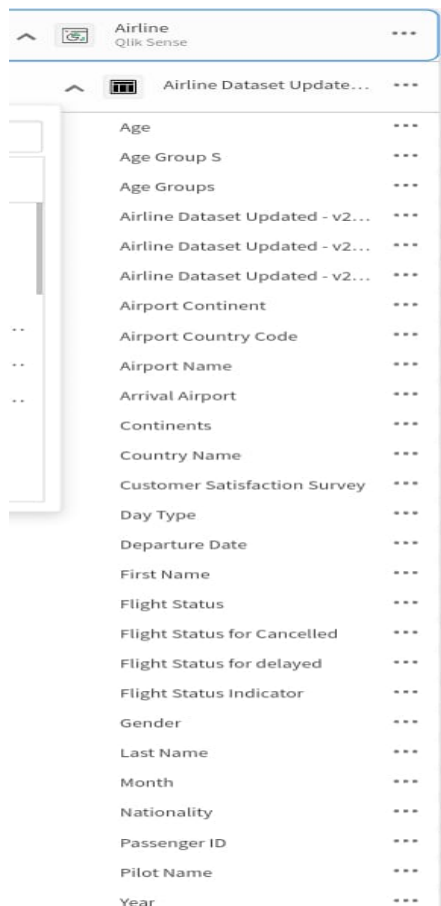 Airline
Qlik Sense
Airline Dataset Update...
Age
Age Group S
Age Groups
Airline Dataset Updated - v2...
Airline Dataset Updated - v2...
Airline Dataset Updated - v2...
Airport Continent
Airport Country Code
Airport Name
Arrival Airport
Continents
Country Name
Customer Satisfaction Survey
Day Type
Departure Date
First Name
Flight Status
Flight Status for Cancelled
Flight Status for delayed
Flight Status Indicator
Gender
Last Name
Month
Nationality
Passenger ID
Pilot Name
Year